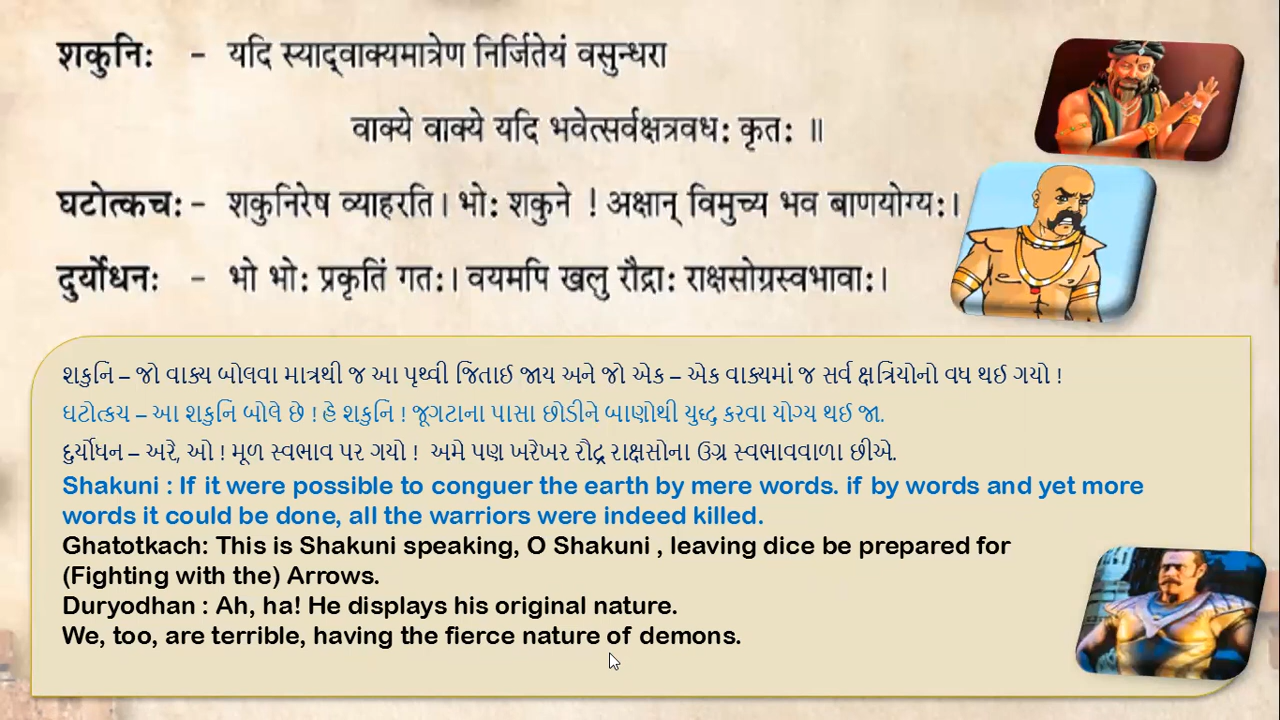 शकुनिः - यदि स्याद्वाक्यमात्रेण निर्जितेयं वसुन्धरा
वाक्ये वाक्ये यदि भवेत्सर्वक्षत्रवधः कृतः ॥
घटोत्कचः - शकुनिरेष व्याहरति। भोः शकुने ! अक्षान् विमुच्य भव बाणयोग्यः।
दुर्योधनः - भो भोः प्रकृतिं गतः। वयमपि खलु रौद्राः राक्षसोग्रस्वभावाः।
શકુનિ – જો વાક્ય બોલવા માત્રથી જ આ પૃથ્વી જિતાઈ જાય અને જો એક – એક વાક્યમાં જ સર્વ ક્ષત્રિયોનો વધ થઈ ગયો !
ઘટોત્કચ – આ શકુનિ બોલે છે ! હે શકુનિ ! જૂગટાના પાસા છોડીને બાણોથી યુદ્ધ કરવા યોગ્ય થઈ જા.
દુર્યોધન – અરે, ઓ ! મૂળ સ્વભાવ પર ગયો ! અમે પણ ખરેખર રૌદ્ર રાક્ષસોના ઉગ્ર સ્વભાવવાળા છીએ.
Shakuni : If it were possible to conguer the earth by mere words. if by words and yet more
words it could be done, all the warriors were indeed killed.
Ghatotkach: This is Shakuni speaking, O Shakuni , leaving dice be prepared for
(Fighting with the) Arrows.
Duryodhan : Ah, ha! He displays his original nature.
We, too, are terrible, having the fierce nature of demons.